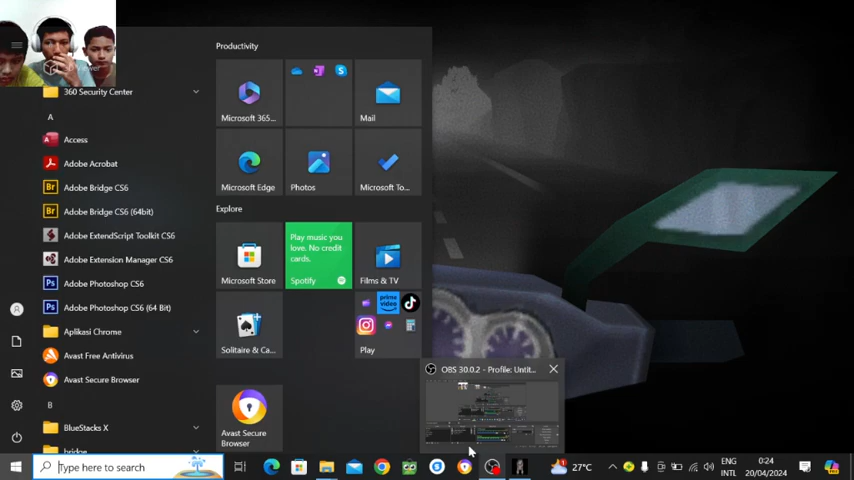 Productivity
360 Security Center
A
Access
Adobe Acrobat
Adobe Bridge CS6
Adobe Bridge CS6 (64bit)
Adobe ExtendScript Toolkit CS6
Adobe Extension Manager CS6
Adobe Photoshop CS6
Adobe Photoshop CS6 (64 Bit)
Aplikasi Chrome
Avast Free Antivirus
Avast Secure Browser
B
BlueStacks X
bridge
Microsoft 365...
Mail
Microsoft Edge
Photos
Microsoft To...
Explore
Microsoft Store
Play music you
love. No credit
cards.
Spotify
Films & TV
prime video
Solitaire & Ca...
Play
Avast Secure
Browser
OBS 30.0.2 - Profile: Untit...
Type here to search
1
27°C
ENG
INTL
0:24
20/04/2024